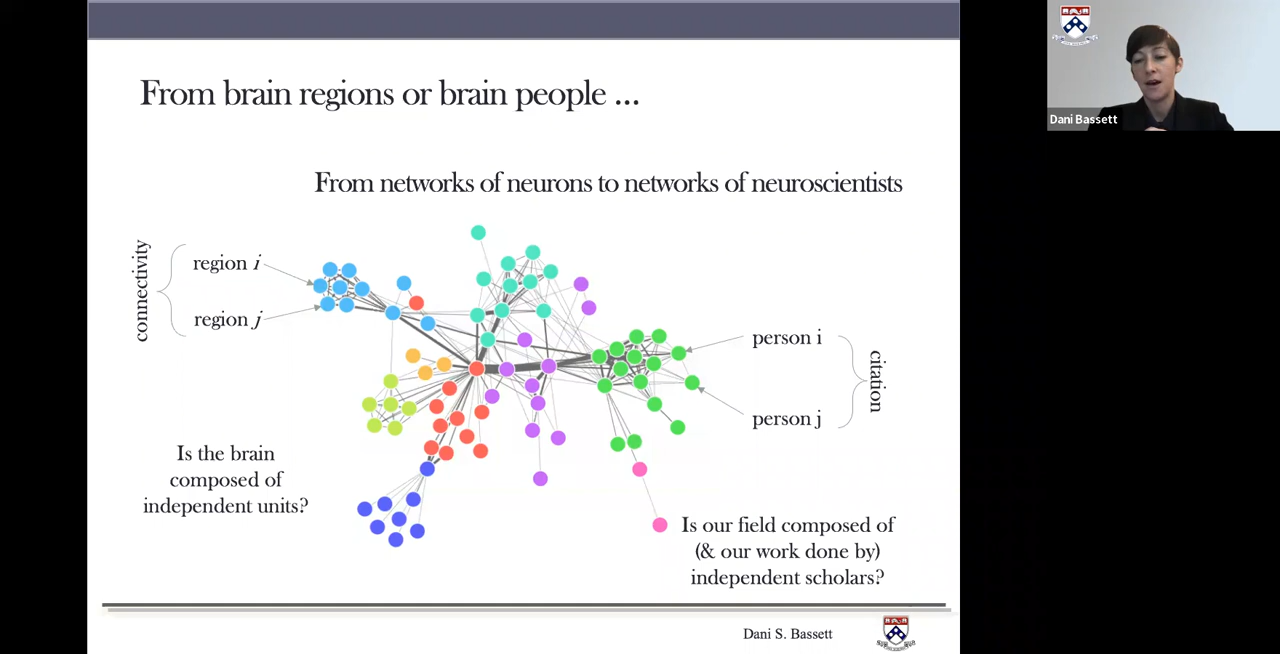 From brain regions or brain people ...
From networks of neurons to networks of neuroscientists
connectivity
region i
region j
person i
person j
citation
Is the brain
composed of
independent units?
Is our field composed of
(& our work done by)
independent scholars?
Dani S. Bassett
Dani Bassett